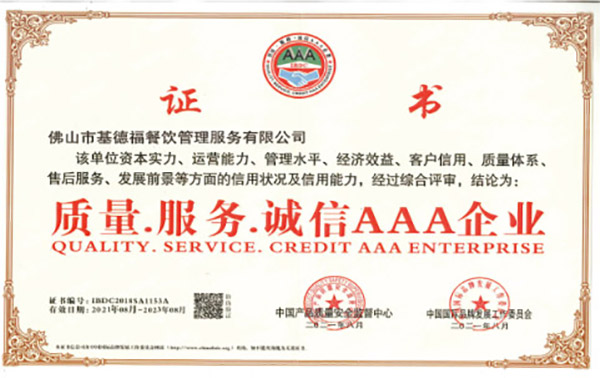 AAA
IBDC
证 书
佛山市基德福餐饮管理服务有限公司
该单位资本实力、运营能力、管理水平、经济效益、客户信用、质量体系、
售后服务、发展前景等方面的信用状况及信用能力，经过综合评审，结论为：
质量.服务.诚信AAA企业
QUALITY. SERVICE. CREDIT AAA ENTERPRISE
证书编号：IBDC2018SA1153A
有效日期：2021年08月-2023年08月
中国产品质量安全监督中心
中国国际品牌发展工作委员会
二〇二一年八月
二〇二一年八月